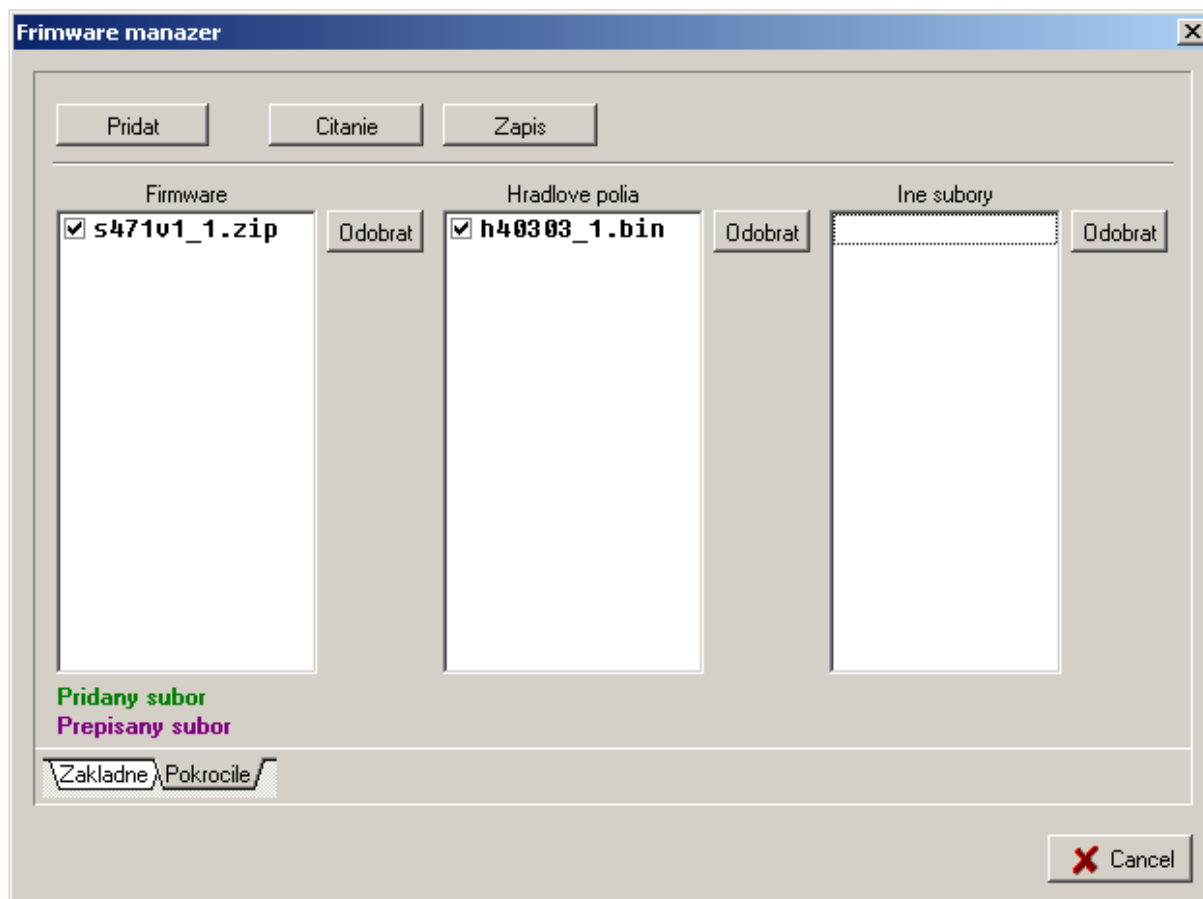 Frimware manazer
Pridat Citanie Zapis
Firmware Hradlove polia Ine subory
s471v1_1.zip Odobrat h40303_1.bin Odobrat Odobrat
Pridany subor
Prepisany subor
Zakladne Pokrocile
Cancel